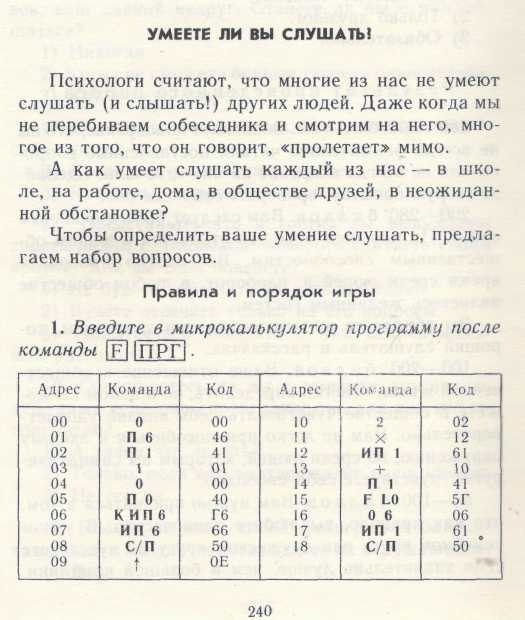 УМЕЕТЕ ЛИ ВЫ СЛУШАТЬ!
Психологи считают, что многие из нас не умеют
слушать (и слышать!) других людей. Даже когда мы
не перебиваем собеседника и смотрим на него, мно-
гое из того, что он говорит, «пролетает» мимо.
А как умеет слушать каждый из нас — в шко-
ле, на работе, дома, в обществе друзей, в неожидан-
ной обстановке?
Чтобы определить ваше умение слушать, предла-
гаем набор вопросов.
Правила и порядок игры
1. Введите в микрокалькулятор программу после
команды F ПРГ.
Адрес Команда Код Адрес Команда Код
00 0 00 10 2 02
01 П 6 46 11 × 12
02 П 1 41 12 ИП 1 61
03 1 01 13 + 10
04 0 00 14 П 1 41
05 П 0 40 15 F L0 5Г
06 К ИП6 Г6 16 0 6 06
07 ИП 6 66 17 ИП 1 61
08 С/П 50 18 С/П 50
09 ↑ 0Е
240